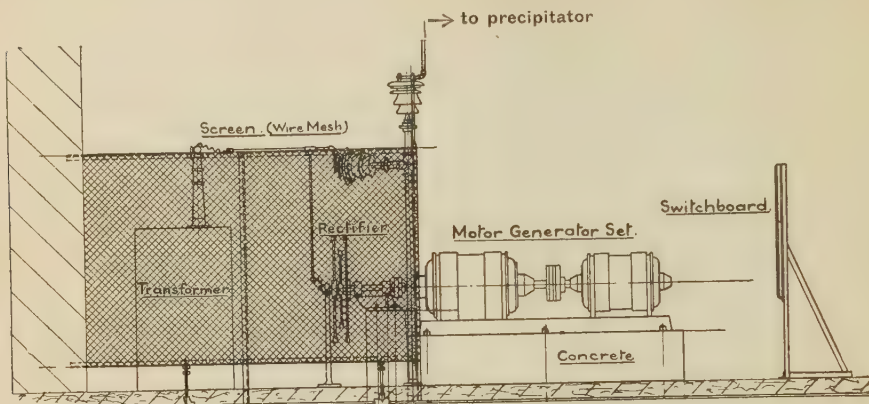 → to precipitator
Screen. (Wire Mesh)
Switchboard
Rectifier
Motor Generator Set.
Transformer
Concrete